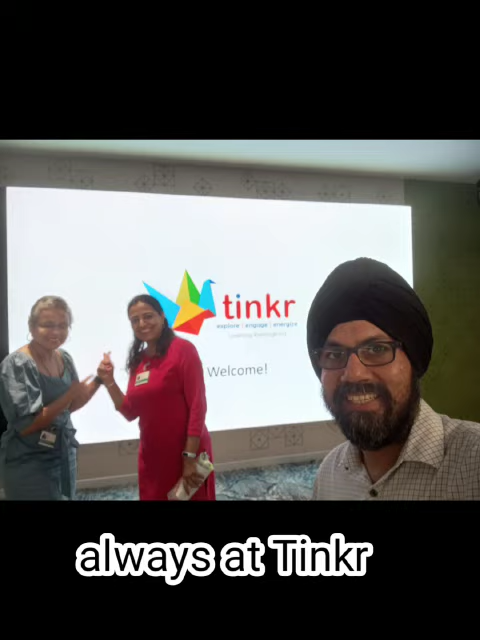 tinkr
explore | engage | energize
Welcome!
always at Tinkr